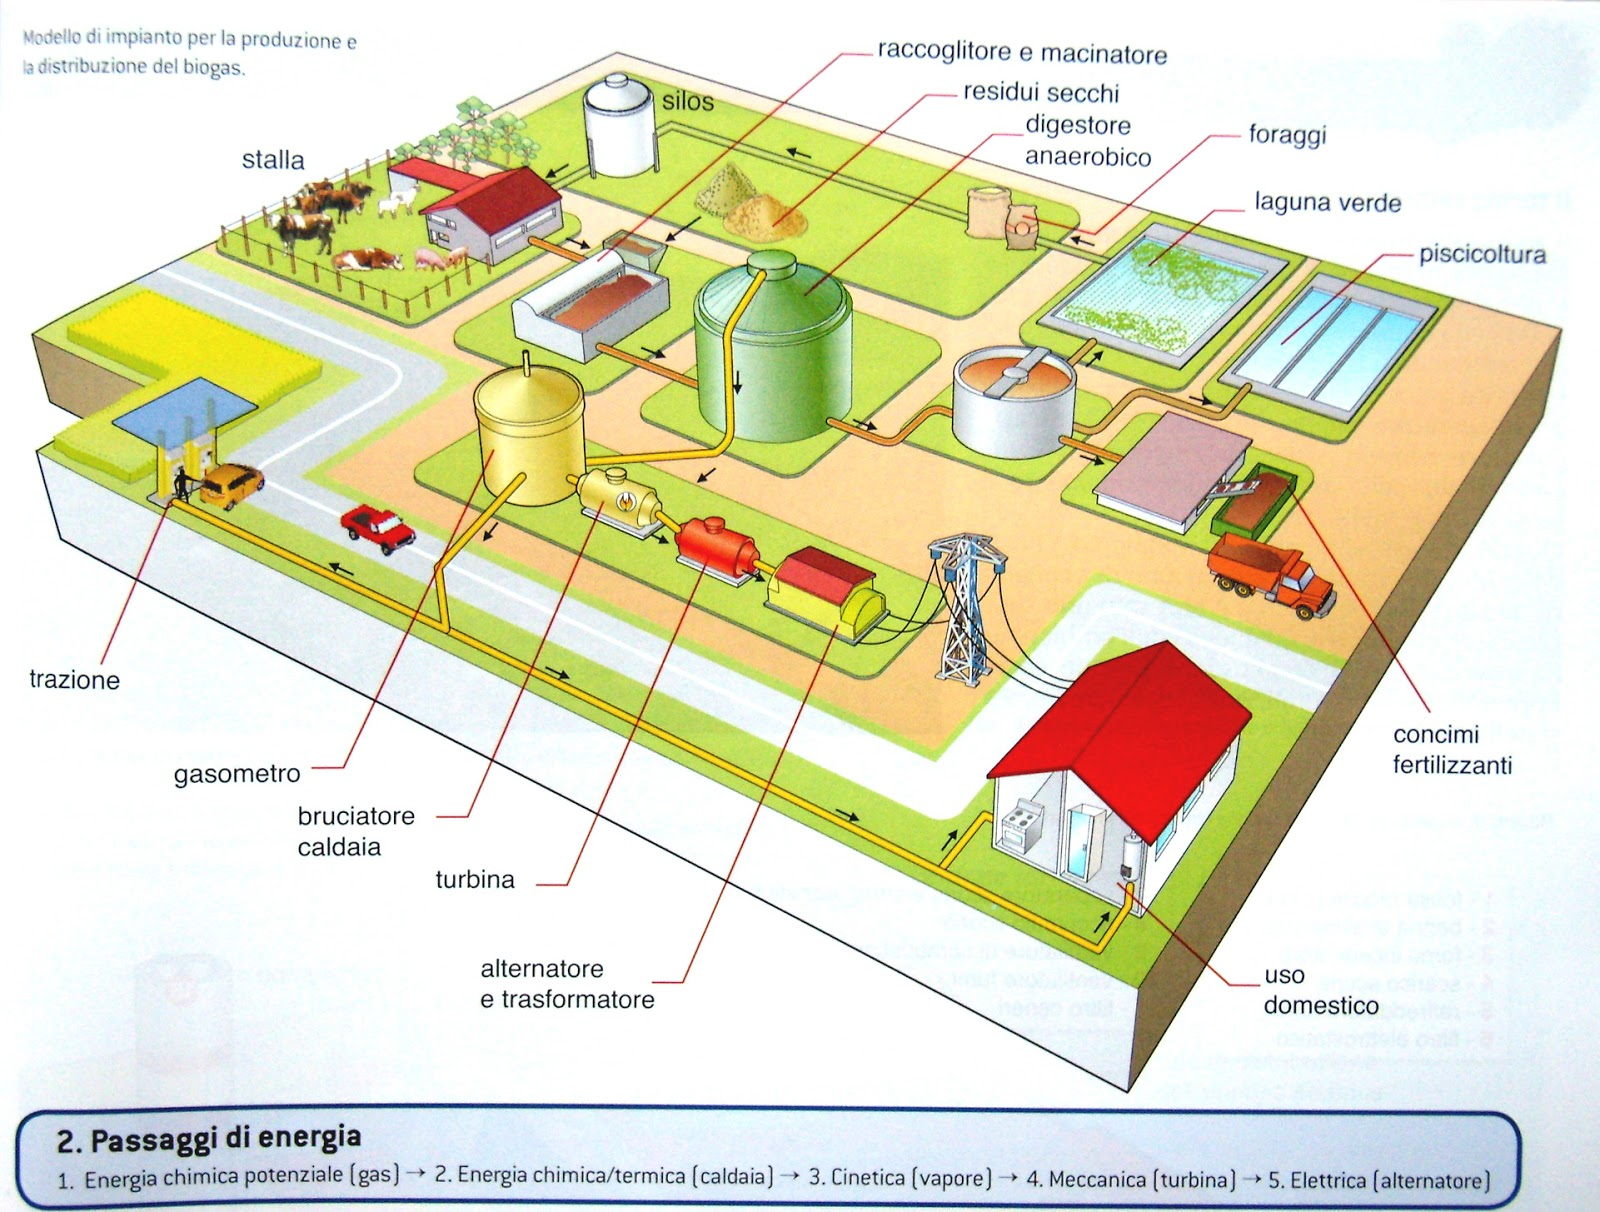 Modello di impianto per la produzione e
la distribuzione del biogas.
raccoglitore e macinatore
residui secchi
silos
digestore
anaerobico
foraggi
stalla
laguna verde
piscicoltura
trazione
concimi
fertilizzanti
gasometro
bruciatore
caldaia
turbina
alternatore
e trasformatore
uso
domestico
2. Passaggi di energia
1. Energia chimica potenziale (gas) → 2. Energia chimica/termica (caldaia) → 3. Cinetica (vapore) → 4. Meccanica (turbina) → 5. Elettrica (alternatore)